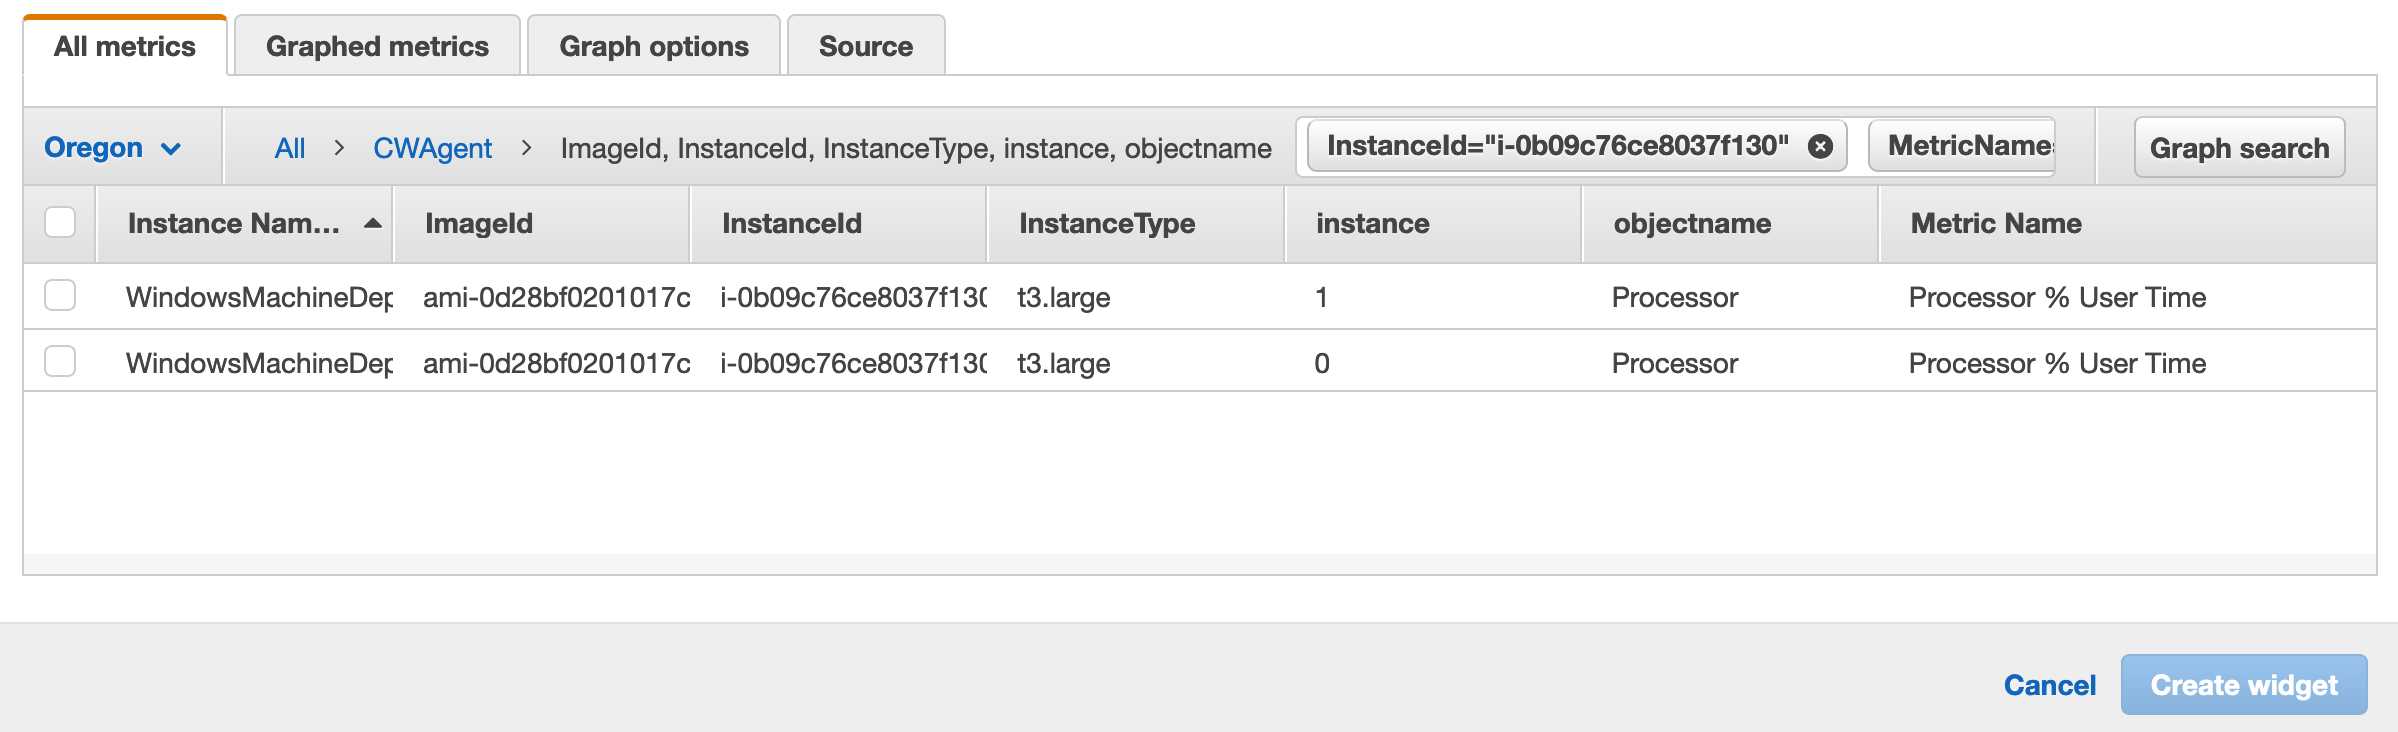 All metrics Graphed metrics Graph options Source
Oregon All > CWAgent > ImageId, InstanceId, InstanceType, instance, objectname InstanceId="i-0b09c76ce8037f130" MetricName= Graph search
Instance Nam... ImageId InstanceId InstanceType instance objectname Metric Name
WindowsMachineDep ami-0d28bf0201017c i-0b09c76ce8037f130 t3.large 1 Processor Processor % User Time
WindowsMachineDep ami-0d28bf0201017c i-0b09c76ce8037f130 t3.large 0 Processor Processor % User Time
Cancel Create widget